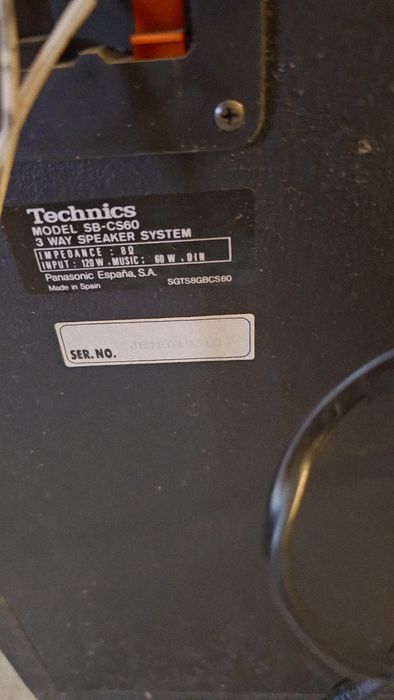 Technics
MODEL SB-CS60
3 WAY SPEAKER SYSTEM
IMPEDANCE : 8Ω
INPUT : 120W . MUSIC: 60 W . DIN
Panasonic España, S.A.
Made in Spain
SGTS8GBCS60
SER.NO.